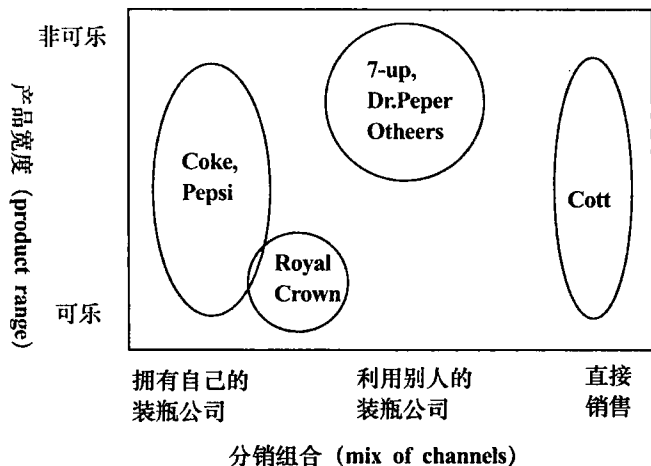 非可乐
7-up,
Dr.Peper
Otheers
Coke,
Pepsi
Cott
Royal
Crown
可乐
产品宽度 (product range)
拥有自己的
装瓶公司
利用别人的
装瓶公司
直接
销售
分销组合 (mix of channels)